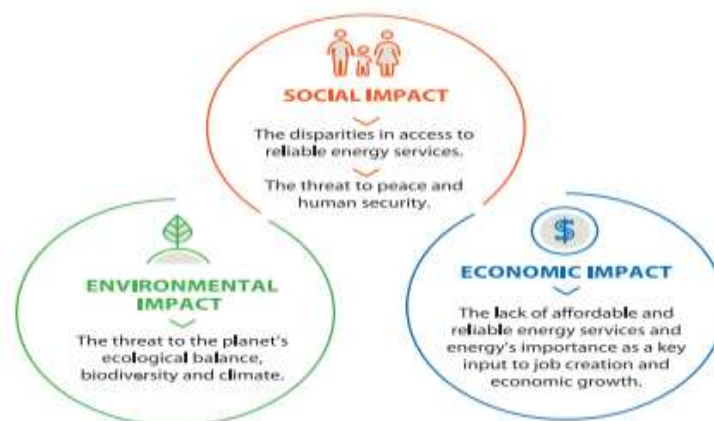 SOCIAL IMPACT
The disparities in access to
reliable energy services.
The threat to peace and
human security.
ENVIRONMENTAL
IMPACT
The threat to the planet's
ecological balance,
biodiversity and climate.
$
ECONOMIC IMPACT
The lack of affordable and
reliable energy services and
energy's importance as a key
input to job creation and
economic growth.